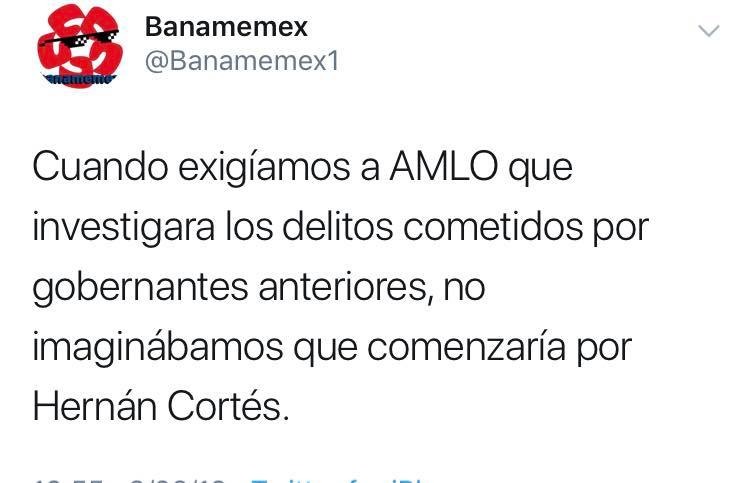 Banamemex
@Banamemex1
Cuando exigíamos a AMLO que
investigara los delitos cometidos por
gobernantes anteriores, no
imaginábamos que comenzaría por
Hernán Cortés.